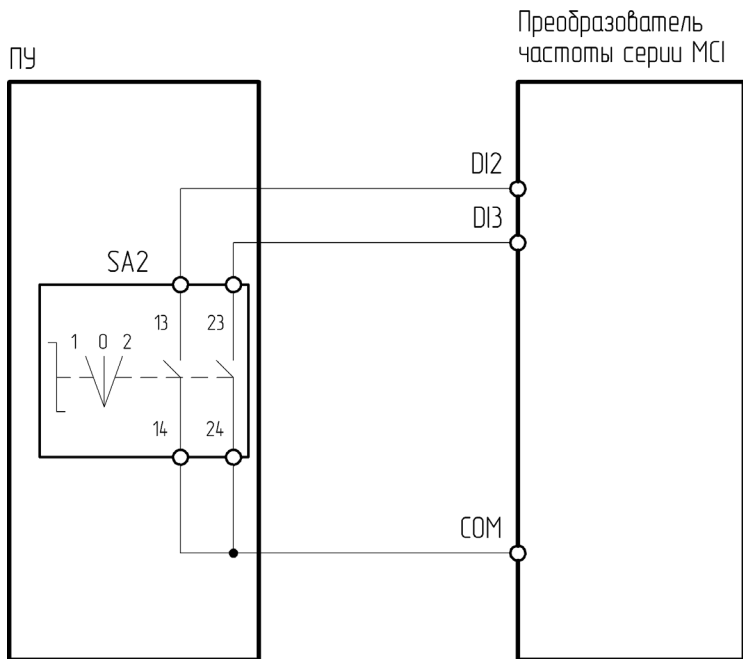 Преобразователь
частоты серии MCI
ПУ
DI2
DI3
SA2
13 23
1 0 2
14 24
COM